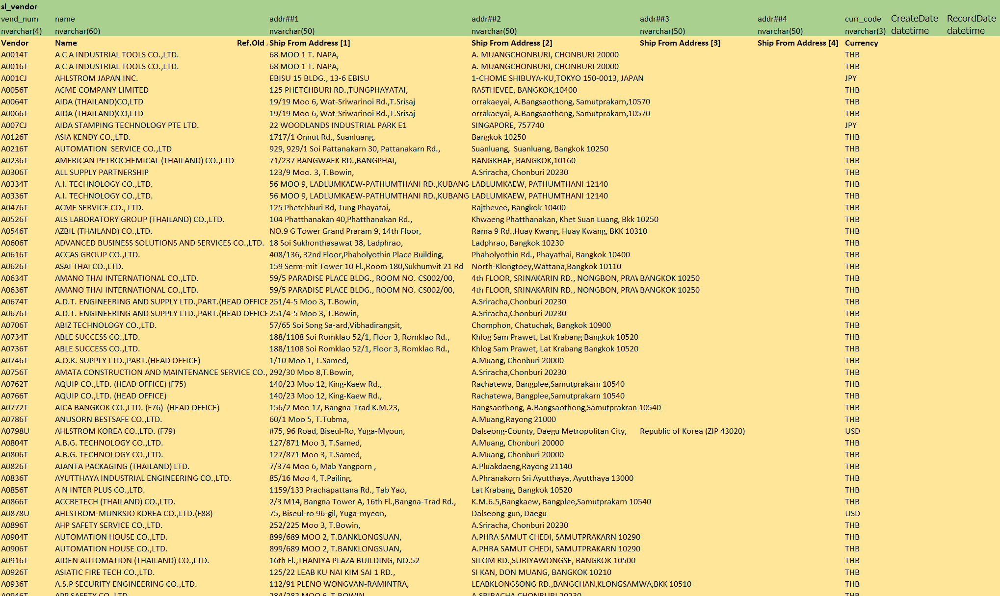 sl_vendor
vend_num name addr##1 addr##2 addr##3 addr##4 curr_code CreateDate RecordDate
nvarchar(4) nvarchar(60) nvarchar(50) nvarchar(50) nvarchar(50) nvarchar(50) nvarchar(3) datetime datetime
Vendor Name Ref.Old Ship From Address [1] Ship From Address [2] Ship From Address [3] Ship From Address [4] Currency
A0014T A C A INDUSTRIAL TOOLS CO.,LTD. 68 MOO 1 T. NAPA, A. MUANGCHONBURI, CHONBURI 20000 THB
A0016T A C A INDUSTRIAL TOOLS CO.,LTD. 68 MOO 1 T. NAPA, A. MUANGCHONBURI, CHONBURI 20000 THB
A001CJ AHLSTROM JAPAN INC. EBISU 15 BLDG., 13-6 EBISU 1-CHOME SHIBUYA-KU,TOKYO 150-0013, JAPAN JPY
A0056T ACME COMPANY LIMITED 125 PHETCHBURI RD.,TUNGPHAYATAI, RASTHEVEE, BANGKOK,10400 THB
A0064T AIDA (THAILAND)CO,LTD 19/19 Moo 6, Wat-Sriwarinoi Rd.,T.Srisaj orrakaeyai, A.Bangsaothong, Samutprakarn,10570 THB
A0066T AIDA (THAILAND)CO,LTD 19/19 Moo 6, Wat-Sriwarinoi Rd.,T.Srisaj orrakaeyai, A.Bangsaothong, Samutprakarn,10570 THB
A007CJ AIDA STAMPING TECHNOLOGY PTE LTD. 22 WOODLANDS INDUSTRIAL PARK E1 SINGAPORE, 757740 JPY
A0126T ASIA KENDY CO.,LTD. 1717/1 Onnut Rd., Suanluang, Bangkok 10250 THB
A0216T AUTOMATION  SERVICE CO.,LTD 929, 929/1 Soi Pattanakarn 30, Pattanakarn Rd., Suanluang,  Suanluang, Bangkok 10250 THB
A0236T AMERICAN PETROCHEMICAL (THAILAND) CO.,LTD 71/237 BANGWAEK RD.,BANGPHAI, BANGKHAE, BANGKOK,10160 THB
A0306T ALL SUPPLY PARTNERSHIP 123/9 Moo. 3, T.Bowin, A.Sriracha, Chonburi 20230 THB
A0334T A.I. TECHNOLOGY CO.,LTD. 56 MOO 9, LADLUMKAEW-PATHUMTHANI RD.,KUBANG LADLUMKAEW, PATHUMTHANI 12140 THB
A0336T A.I. TECHNOLOGY CO.,LTD. 56 MOO 9, LADLUMKAEW-PATHUMTHANI RD.,KUBANG LADLUMKAEW, PATHUMTHANI 12140 THB
A0476T ACME SERVICE CO., LTD. 125 Phetchburi Rd, Tung Phayatai, Rajthevee, Bangkok 10400 THB
A0526T ALS LABORATORY GROUP (THAILAND) CO.,LTD. 104 Phatthanakan 40,Phatthanakan Rd., Khwaeng Phatthanakan, Khet Suan Luang, Bkk 10250 THB
A0546T AZBIL (THAILAND) CO.,LTD. NO.9 G Tower Grand Praram 9, 14th Floor, Rama 9 Rd.,Huay Kwang, Huay Kwang, BKK 10310 THB
A0606T ADVANCED BUSINESS SOLUTIONS AND SERVICES CO.,LTD. 18 Soi Sukhonthasawat 38, Ladphrao, Ladphrao, Bangkok 10230 THB
A0616T ACCAS GROUP CO.,LTD. 408/136, 32nd Floor,Phaholyothin Place Building, Phaholyothin Rd., Phayathai, Bangkok 10400 THB
A0626T ASAI THAI CO.,LTD. 159 Serm-mit Tower 10 Fl.,Room 180,Sukhumvit 21 Rd North-Klongtoey,Wattana,Bangkok 10110 THB
A0634T AMANO THAI INTERNATIONAL CO.,LTD. 59/5 PARADISE PLACE BLDG., ROOM NO. CS002/00, 4th FLOOR, SRINAKARIN RD., NONGBON, PRAV BANGKOK 10250 THB
A0636T AMANO THAI INTERNATIONAL CO.,LTD. 59/5 PARADISE PLACE BLDG., ROOM NO. CS002/00, 4th FLOOR, SRINAKARIN RD., NONGBON, PRAV BANGKOK 10250 THB
A0674T A.D.T. ENGINEERING AND SUPPLY LTD.,PART.(HEAD OFFICE 251/4-5 Moo 3, T.Bowin, A.Sriracha,Chonburi 20230 THB
A0676T A.D.T. ENGINEERING AND SUPPLY LTD.,PART.(HEAD OFFICE 251/4-5 Moo 3, T.Bowin, A.Sriracha,Chonburi 20230 THB
A0706T ABIZ TECHNOLOGY CO.,LTD. 57/65 Soi Song Sa-ard,Vibhadirangsit, Chomphon, Chatuchak, Bangkok 10900 THB
A0734T ABLE SUCCESS CO.,LTD. 188/1108 Soi Romklao 52/1, Floor 3, Romklao Rd., Khlog Sam Prawet, Lat Krabang Bangkok 10520 THB
A0736T ABLE SUCCESS CO.,LTD. 188/1108 Soi Romklao 52/1, Floor 3, Romklao Rd., Khlog Sam Prawet, Lat Krabang Bangkok 10520 THB
A0746T A.O.K. SUPPLY LTD.,PART.(HEAD OFFICE) 1/10 Moo 1, T.Samed, A.Muang, Chonburi 20000 THB
A0756T AMATA CONSTRUCTION AND MAINTENANCE SERVICE CO., 292/30 Moo 8,T.Bowin, A.Sriracha,Chonburi 20230 THB
A0762T AQUIP CO.,LTD. (HEAD OFFICE) (F75) 140/23 Moo 12, King-Kaew Rd., Rachatewa, Bangplee,Samutprakarn 10540 THB
A0766T AQUIP CO.,LTD. (HEAD OFFICE) 140/23 Moo 12, King-Kaew Rd., Rachatewa, Bangplee,Samutprakarn 10540 THB
A0772T AICA BANGKOK CO.,LTD. (F76)  (HEAD OFFICE) 156/2 Moo 17, Bangna-Trad K.M.23, Bangsaothong, A.Bangsaothong,Samutprakran 10540 THB
A0786T ANUSORN BESTSAFE CO.,LTD. 60/1 Moo 5, T.Tubma, A.Muang,Rayong 21000 THB
A0798U AHLSTROM KOREA CO.,LTD. (F79) #75, 96 Road, Biseul-Ro, Yuga-Myoun, Dalseong-County, Daegu Metropolitan City, Republic of Korea (ZIP 43020) USD
A0804T A.B.G. TECHNOLOGY CO.,LTD. 127/871 Moo 3, T.Samed, A.Muang, Chonburi 20000 THB
A0806T A.B.G. TECHNOLOGY CO.,LTD. 127/871 Moo 3, T.Samed, A.Muang, Chonburi 20000 THB
A0826T AJANTA PACKAGING (THAILAND) LTD. 7/374 Moo 6, Mab Yangporn , A.Pluakdaeng,Rayong 21140 THB
A0836T AYUTTHAYA INDUSTRIAL ENGINEERING CO.,LTD. 85/16 Moo 4, T.Pailing, A.Phranakorn Sri Ayutthaya, Ayutthaya 13000 THB
A0856T A N INTER PLUS CO.,LTD. 1159/133 Prachapattana Rd., Tab Yao, Lat Krabang, Bangkok 10520 THB
A0866T ACCRETECH (THAILAND) CO.,LTD. 2/3 M14, Bangna Tower A, 16th Fl.,Bangna-Trad Rd., K.M.6.5,Bangkaew, Bangplee,Samutprakarn 10540 THB
A0878U AHLSTROM-MUNKSJO KOREA CO.,LTD.(F88) 75, Biseul-ro 96-gil, Yuga-myeon, Dalseong-gun, Daegu USD
A0896T AHP SAFETY SERVICE CO.,LTD. 252/225 Moo 3, T.Bowin, A.Sriracha, Chonburi 20230 THB
A0904T AUTOMATION HOUSE CO.,LTD. 899/689 MOO 2, T.BANKLONGSUAN, A.PHRA SAMUT CHEDI, SAMUTPRAKARN 10290 THB
A0906T AUTOMATION HOUSE CO.,LTD. 899/689 MOO 2, T.BANKLONGSUAN, A.PHRA SAMUT CHEDI, SAMUTPRAKARN 10290 THB
A0916T AIDEN AUTOMATION (THAILAND) CO.,LTD. 16th Fl.,THANIYA PLAZA BUILDING, NO.52 SILOM RD.,SURIYAWONGSE, BANGKOK 10500 THB
A0926T ASIATIC FIRE TECH CO.,LTD. 125/22 LEAB KU NAI KIM SAI 1 RD., SI KAN, DON MUANG, BANGKOK 10210 THB
A0936T A.S.P SECURITY ENGINEERING CO.,LTD. 112/91 PLENO WONGVAN-RAMINTRA, LEABKLONGSONG RD.,BANGCHAN,KLONGSAMWA,BKK 10510 THB
A0946T SAFETY CO.,LTD. 284/282 MOO 6, T.BOWIN A.SRIRACHA,CHONBURI 20230 THB